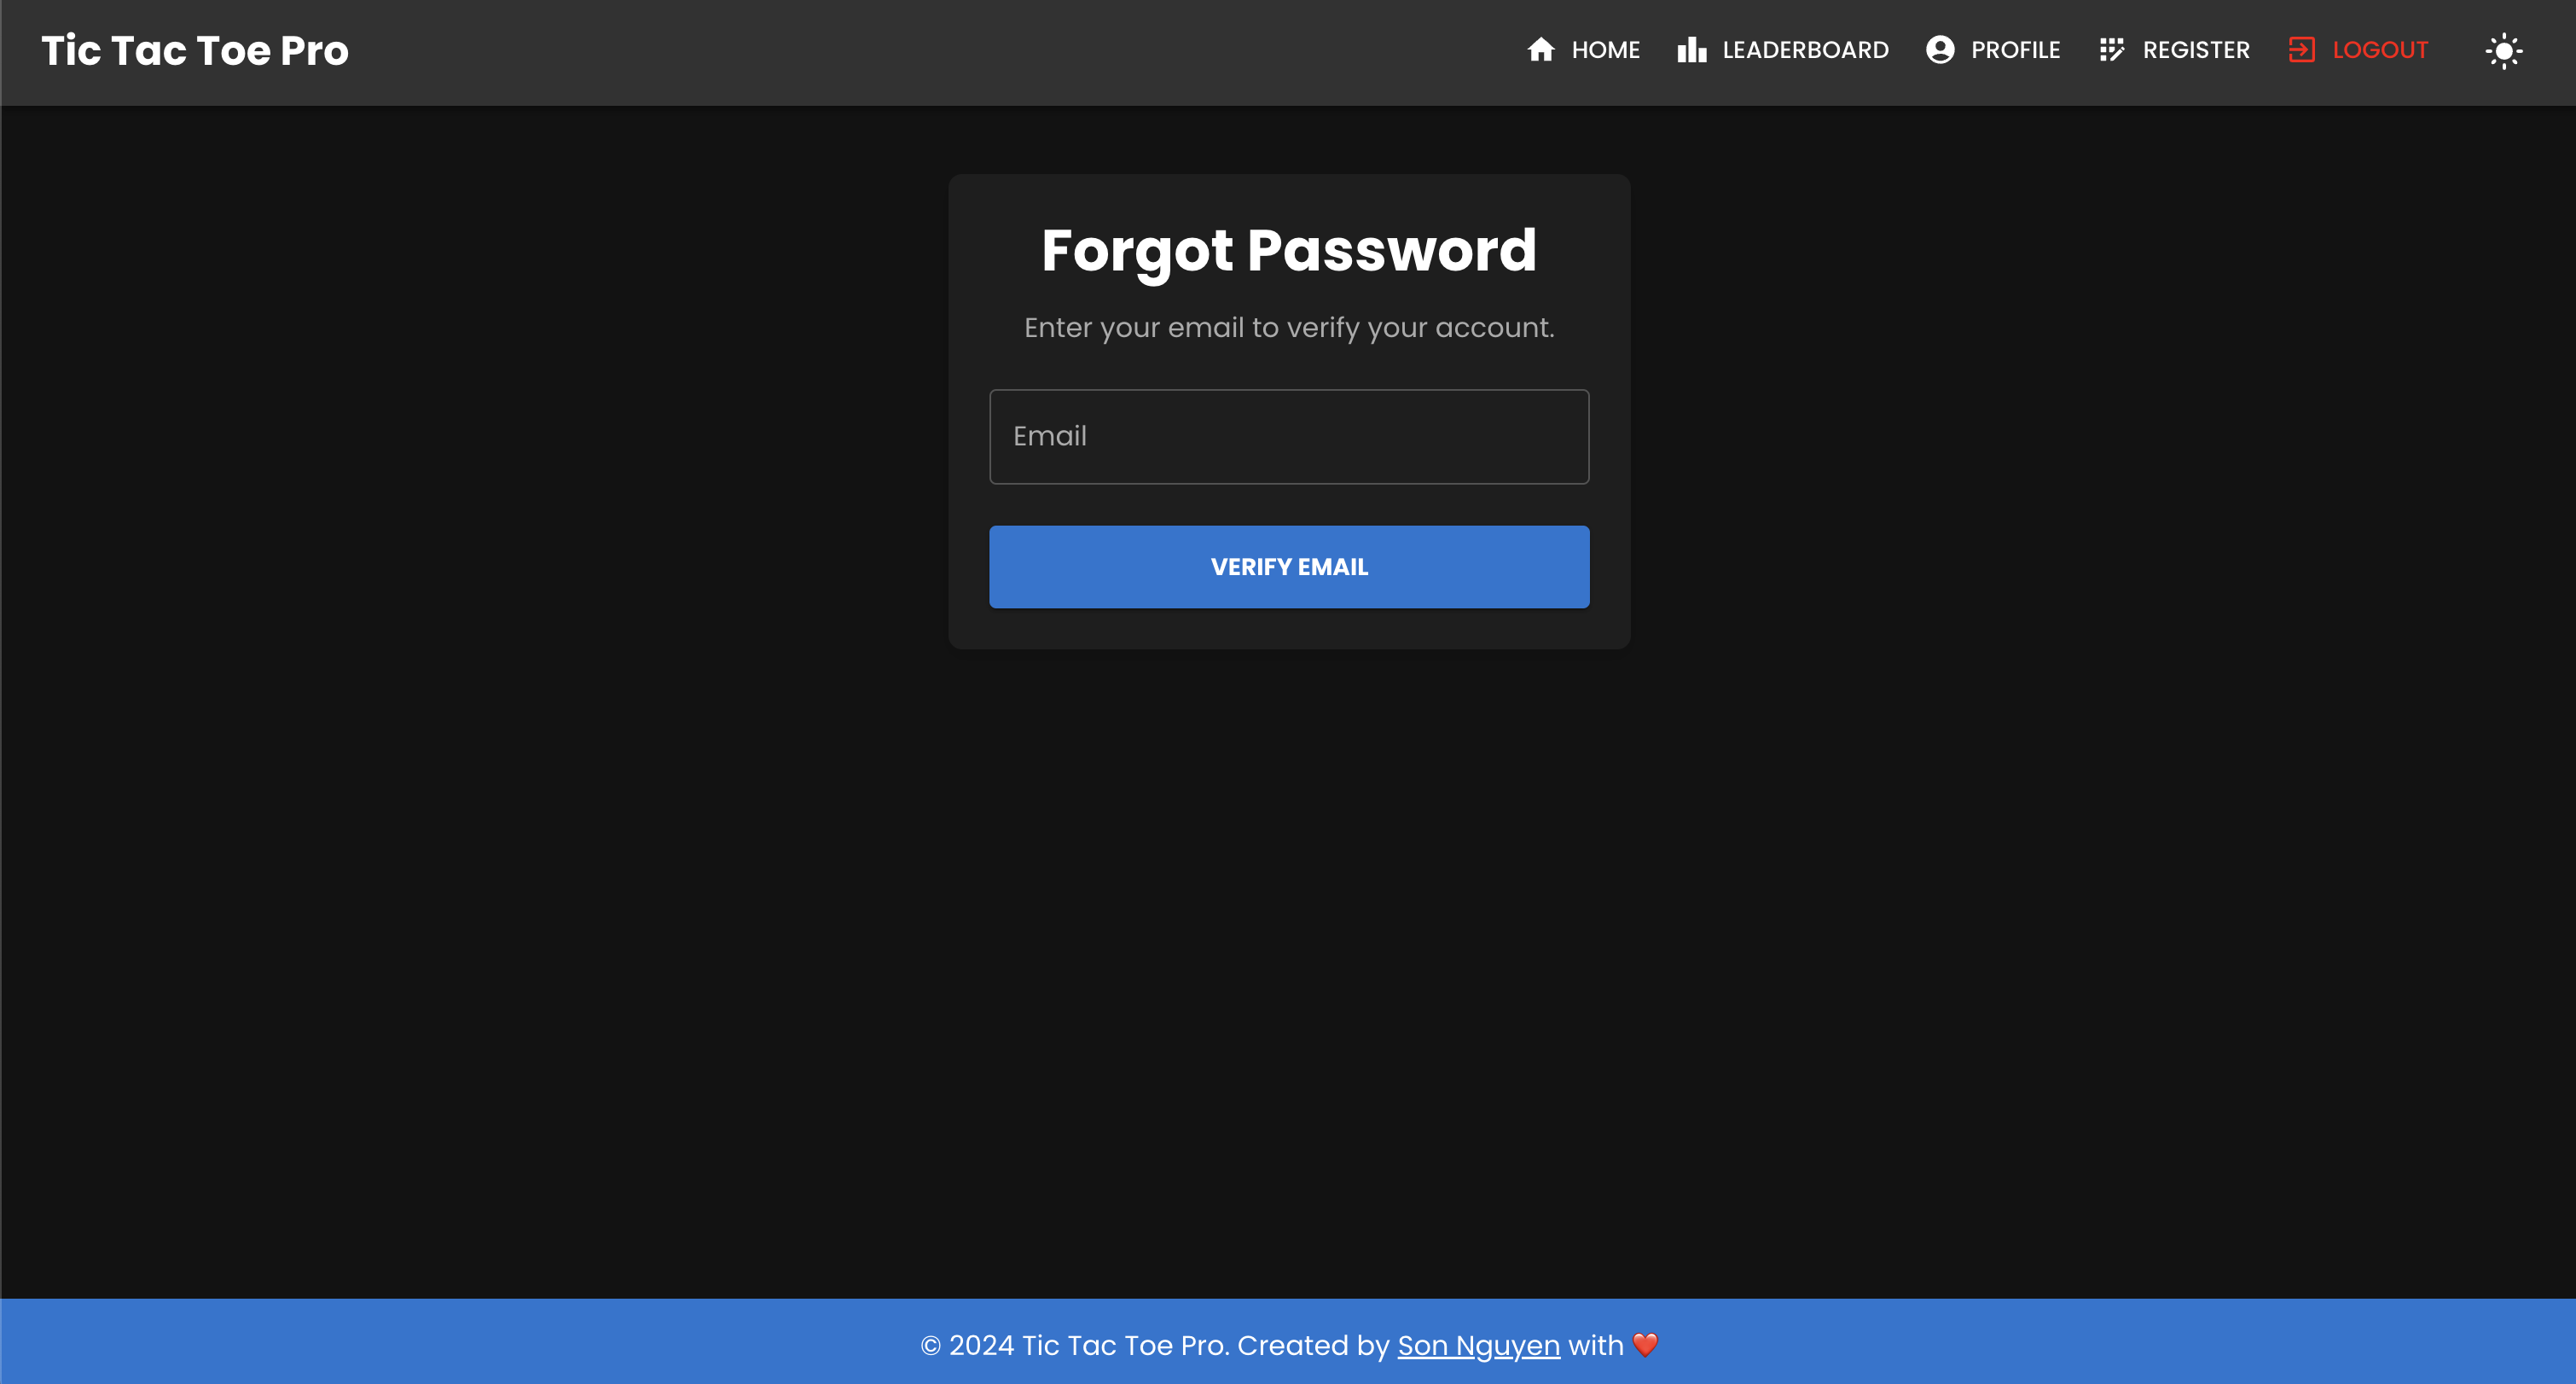 Tic Tac Toe Pro
HOME LEADERBOARD PROFILE REGISTER LOGOUT
Forgot Password
Enter your email to verify your account.
Email
VERIFY EMAIL
© 2024 Tic Tac Toe Pro. Created by Son Nguyen with ❤️